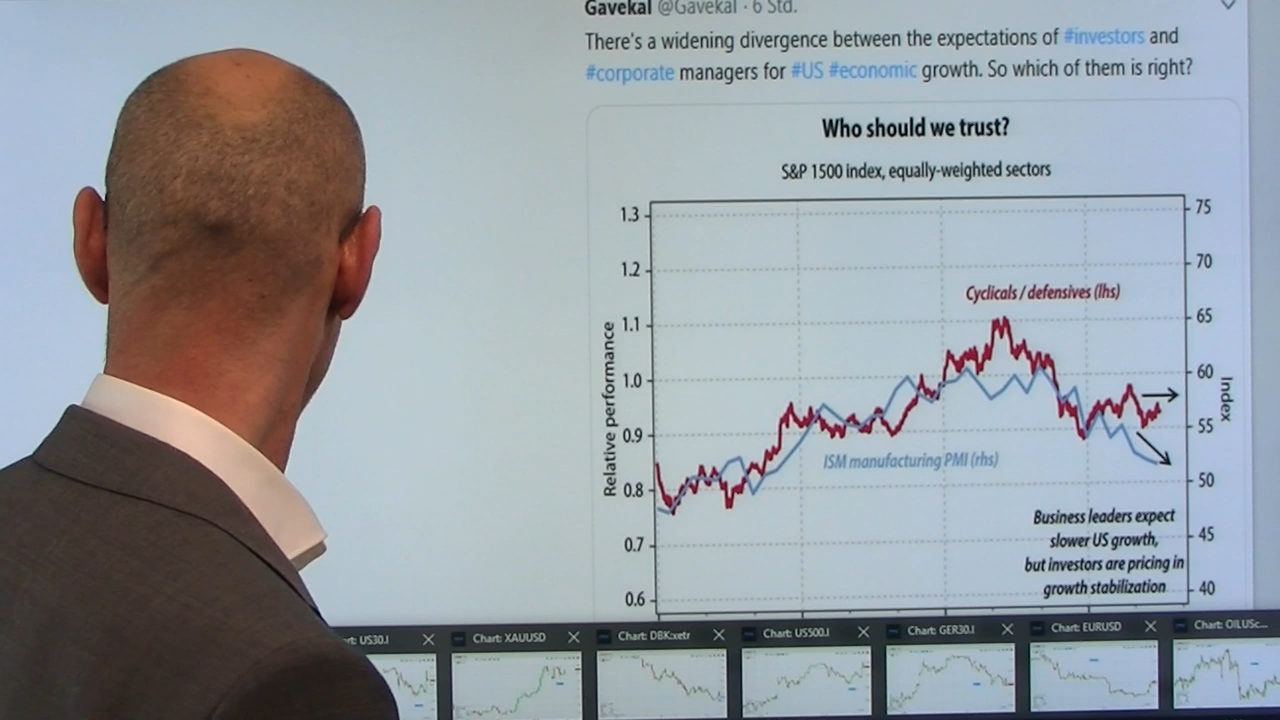 Gavekal @Gavekal · 6 Std.
There's a widening divergence between the expectations of #investors and
#corporate managers for #US #economic growth. So which of them is right?
Who should we trust?
S&P 1500 index, equally-weighted sectors
1.3
1.2
1.1
1.0
0.9
0.8
0.7
0.6
Relative performance
75
70
65
60
55
50
45
40
Index
Cyclicals / defensives (lhs)
ISM manufacturing PMI (rhs)
Business leaders expect
slower US growth,
but investors are pricing in
growth stabilization
rt: US30.I
Chart: XAUUSD
Chart: DBK:xetr
Chart: US500.I
Chart: GER30.I
Chart: EURUSD
Chart: OILUSc...